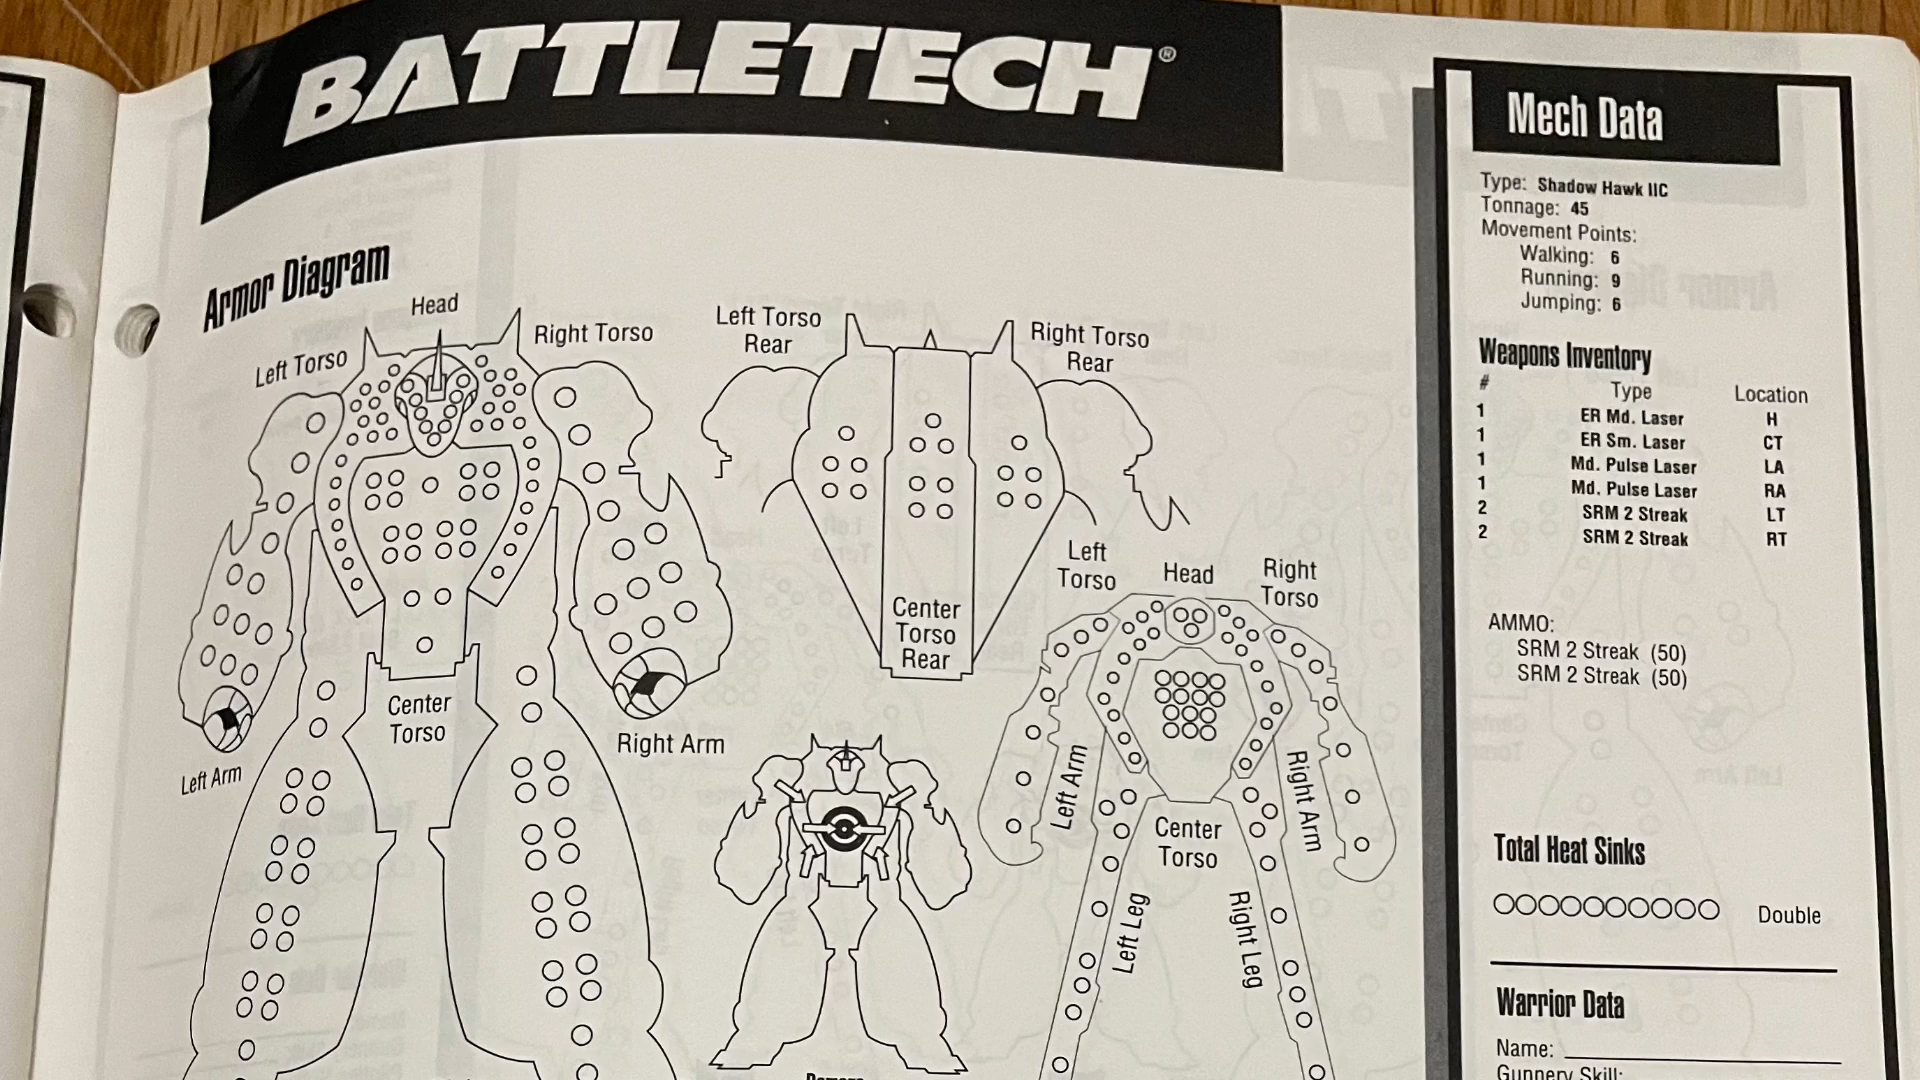 BATTLETECH®
Armor Diagram
Head
Left Torso
Right Torso
Left Torso
Rear
Right Torso
Rear
Center
Torso
Rear
Center
Torso
Left Arm
Right Arm
Left
Torso
Head
Right
Torso
Left Arm
Right Arm
Center
Torso
Left Leg
Right Leg
Mech Data
Type: Shadow Hawk IIC
Tonnage: 45
Movement Points:
Walking: 6
Running: 9
Jumping: 6
Weapons Inventory
# Type Location
1 ER Md. Laser H
1 ER Sm. Laser CT
1 Md. Pulse Laser LA
1 Md. Pulse Laser RA
2 SRM 2 Streak LT
2 SRM 2 Streak RT
AMMO:
SRM 2 Streak (50)
SRM 2 Streak (50)
Total Heat Sinks
Double
Warrior Data
Name:
Gunnery Skill: